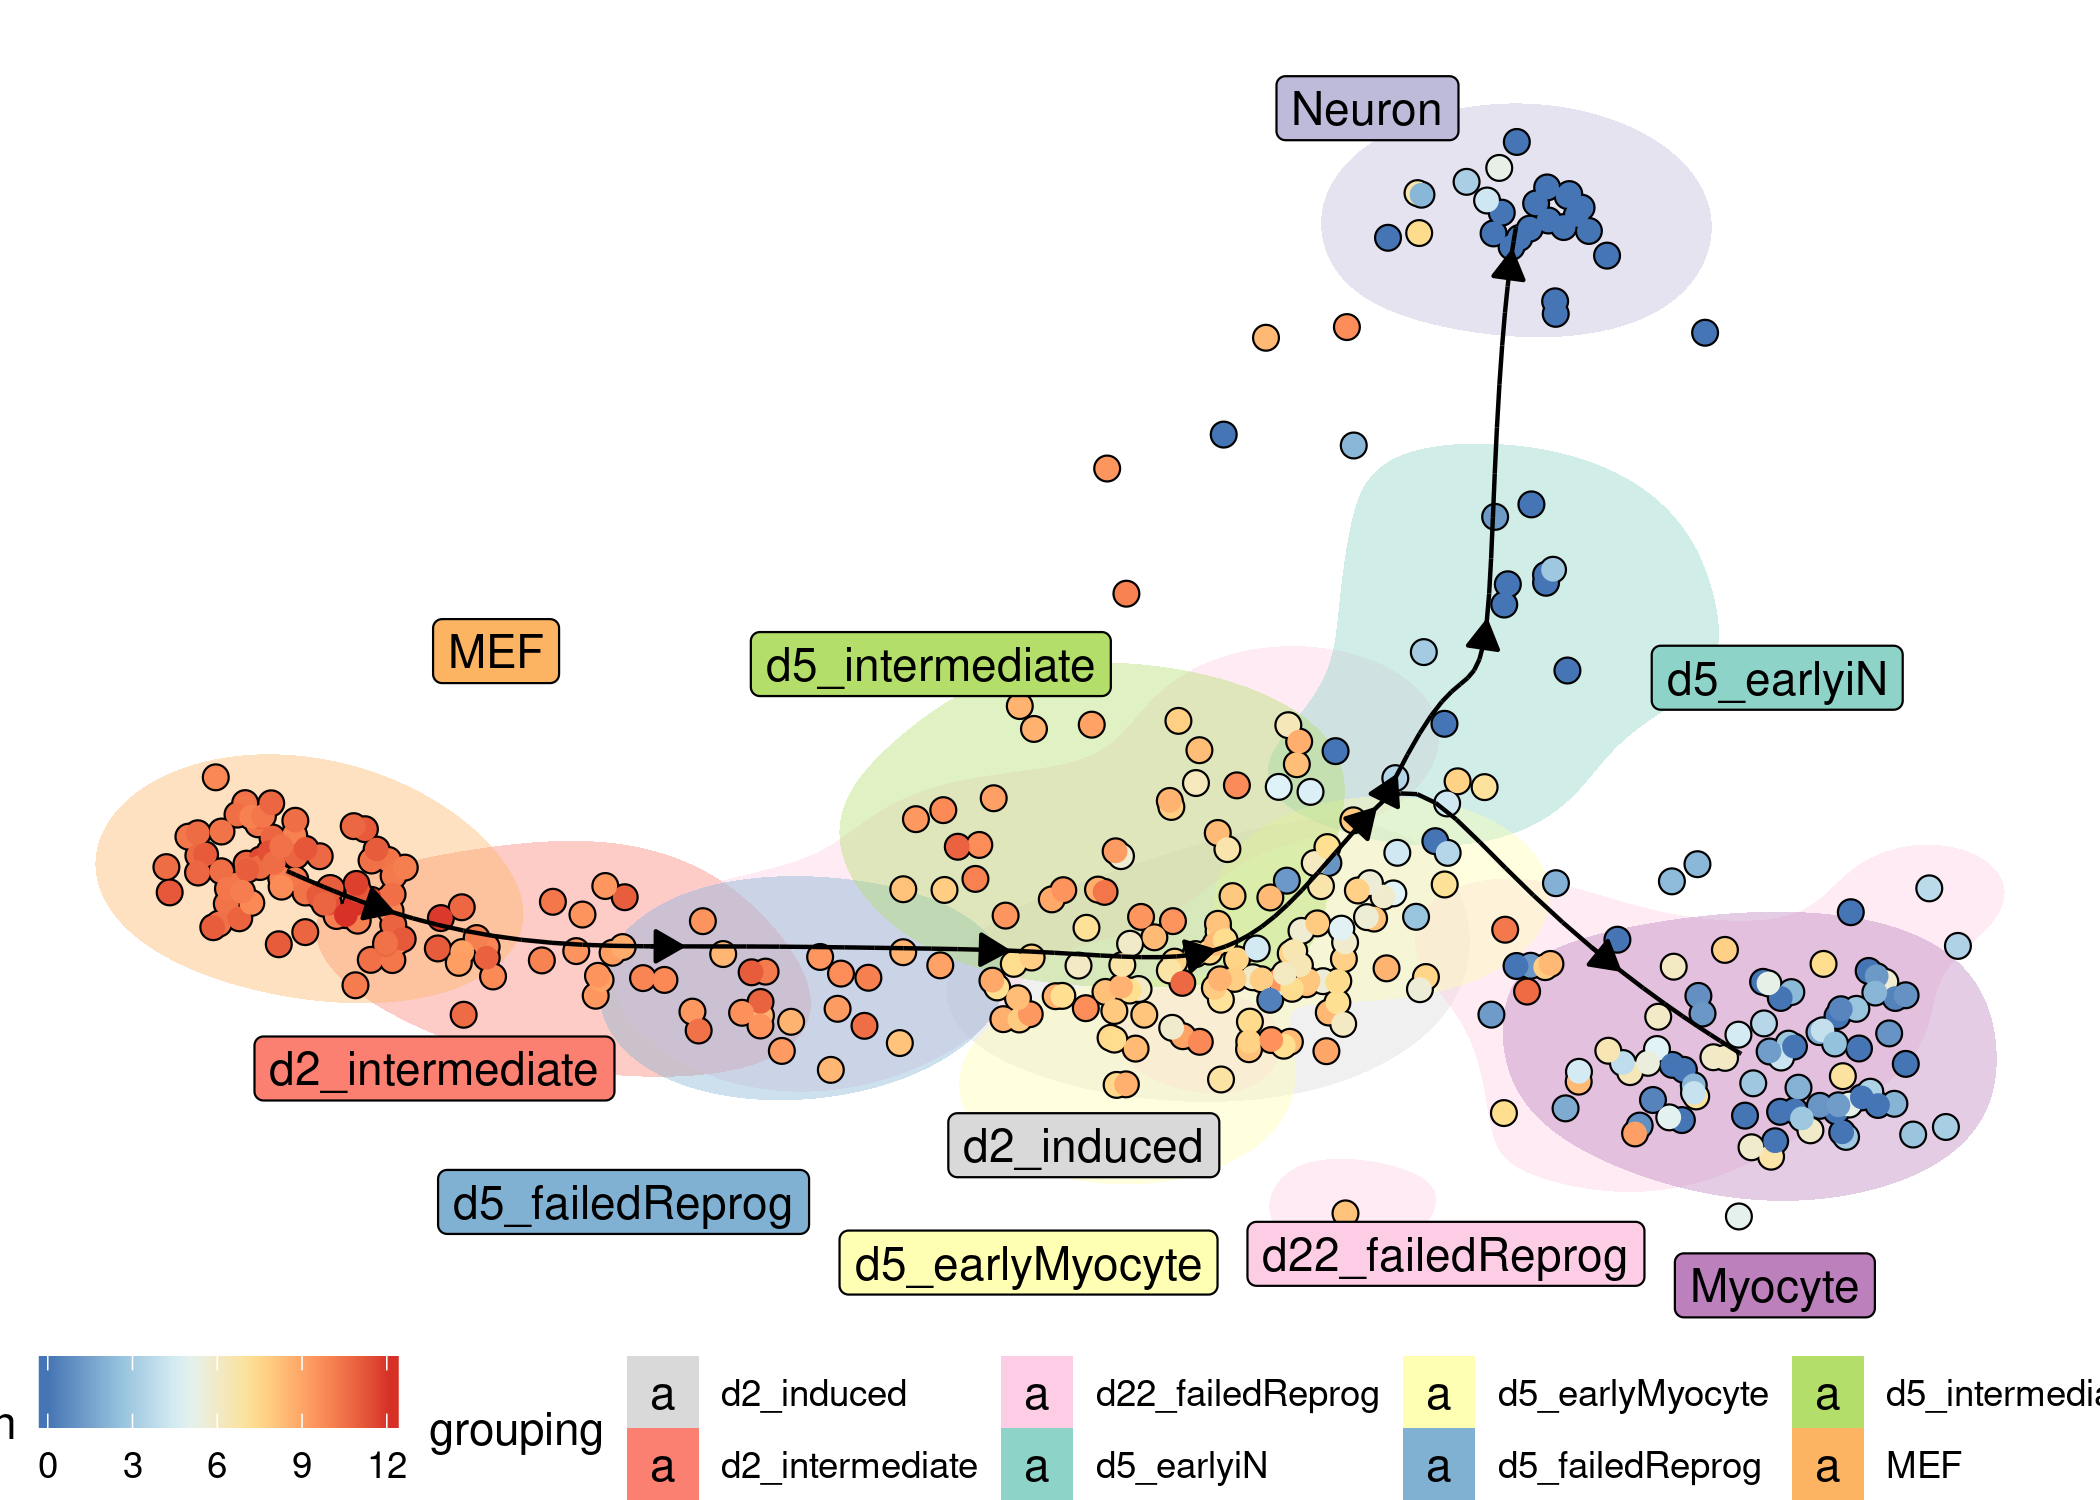 Neuron
MEF
d5_intermediate
d5_earlyiN
d2_intermediate
d2_induced
d5_failedReprog
d5_earlyMyocyte
d22_failedReprog
Myocyte
n
0 3 6 9 12
grouping
a d2_induced
a d22_failedReprog
a d5_earlyMyocyte
a d5_intermedia
a d2_intermediate
a d5_earlyiN
a d5_failedReprog
a MEF